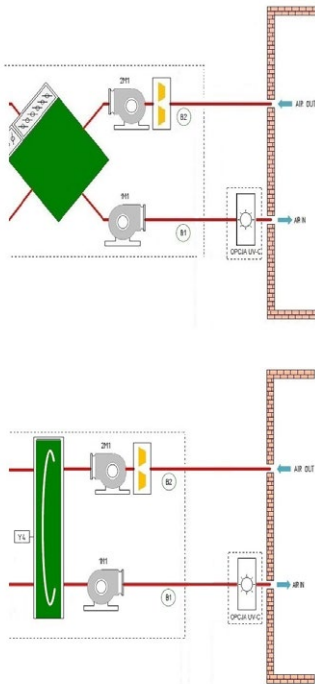 2M1
B2
AIR OUT
1M1
B1
AIR IN
OPCJA UV-C
2M1
B2
AIR OUT
Y4
1M1
B1
AIR IN
OPCJA UV-C